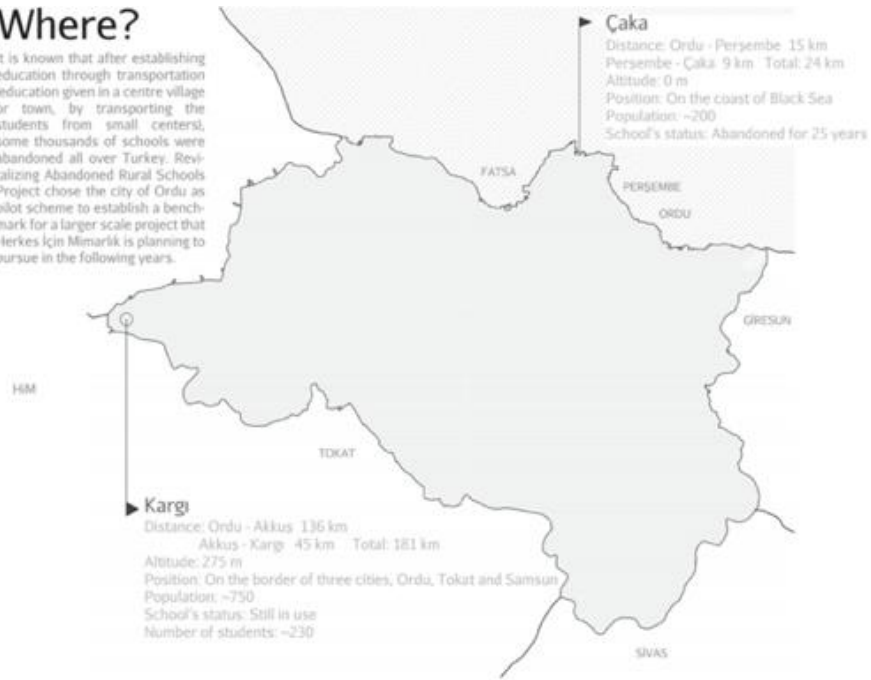 Where?
t is known that after establishing
education through transportation
education given in a centre village
or town, by transporting the
students from small centers),
some thousands of schools were
abandoned all over Turkey. Revi-
alizing Abandoned Rural Schools
Project chose the city of Ordu as
pilot scheme to establish a bench-
mark for a larger scale project that
Herkes İçin Mimarlık is planning to
pursue in the following years.
Çaka
Distance: Ordu - Perşembe 15 km
Perşembe - Çaka 9 km Total: 24 km
Altitude: 0 m
Position: On the coast of Black Sea
Population: ~200
School's status: Abandoned for 25 years
FATSA
PERŞEMBE
ORDU
GİRESUN
HiM
TOKAT
Kargı
Distance: Ordu - Akkuş 136 km
Akkuş - Kargı 45 km Total: 181 km
Altitude: 275 m
Position: On the border of three cities, Ordu, Tokat and Samsun
Population: ~750
School's status: Still in use
Number of students: ~230
SİVAS